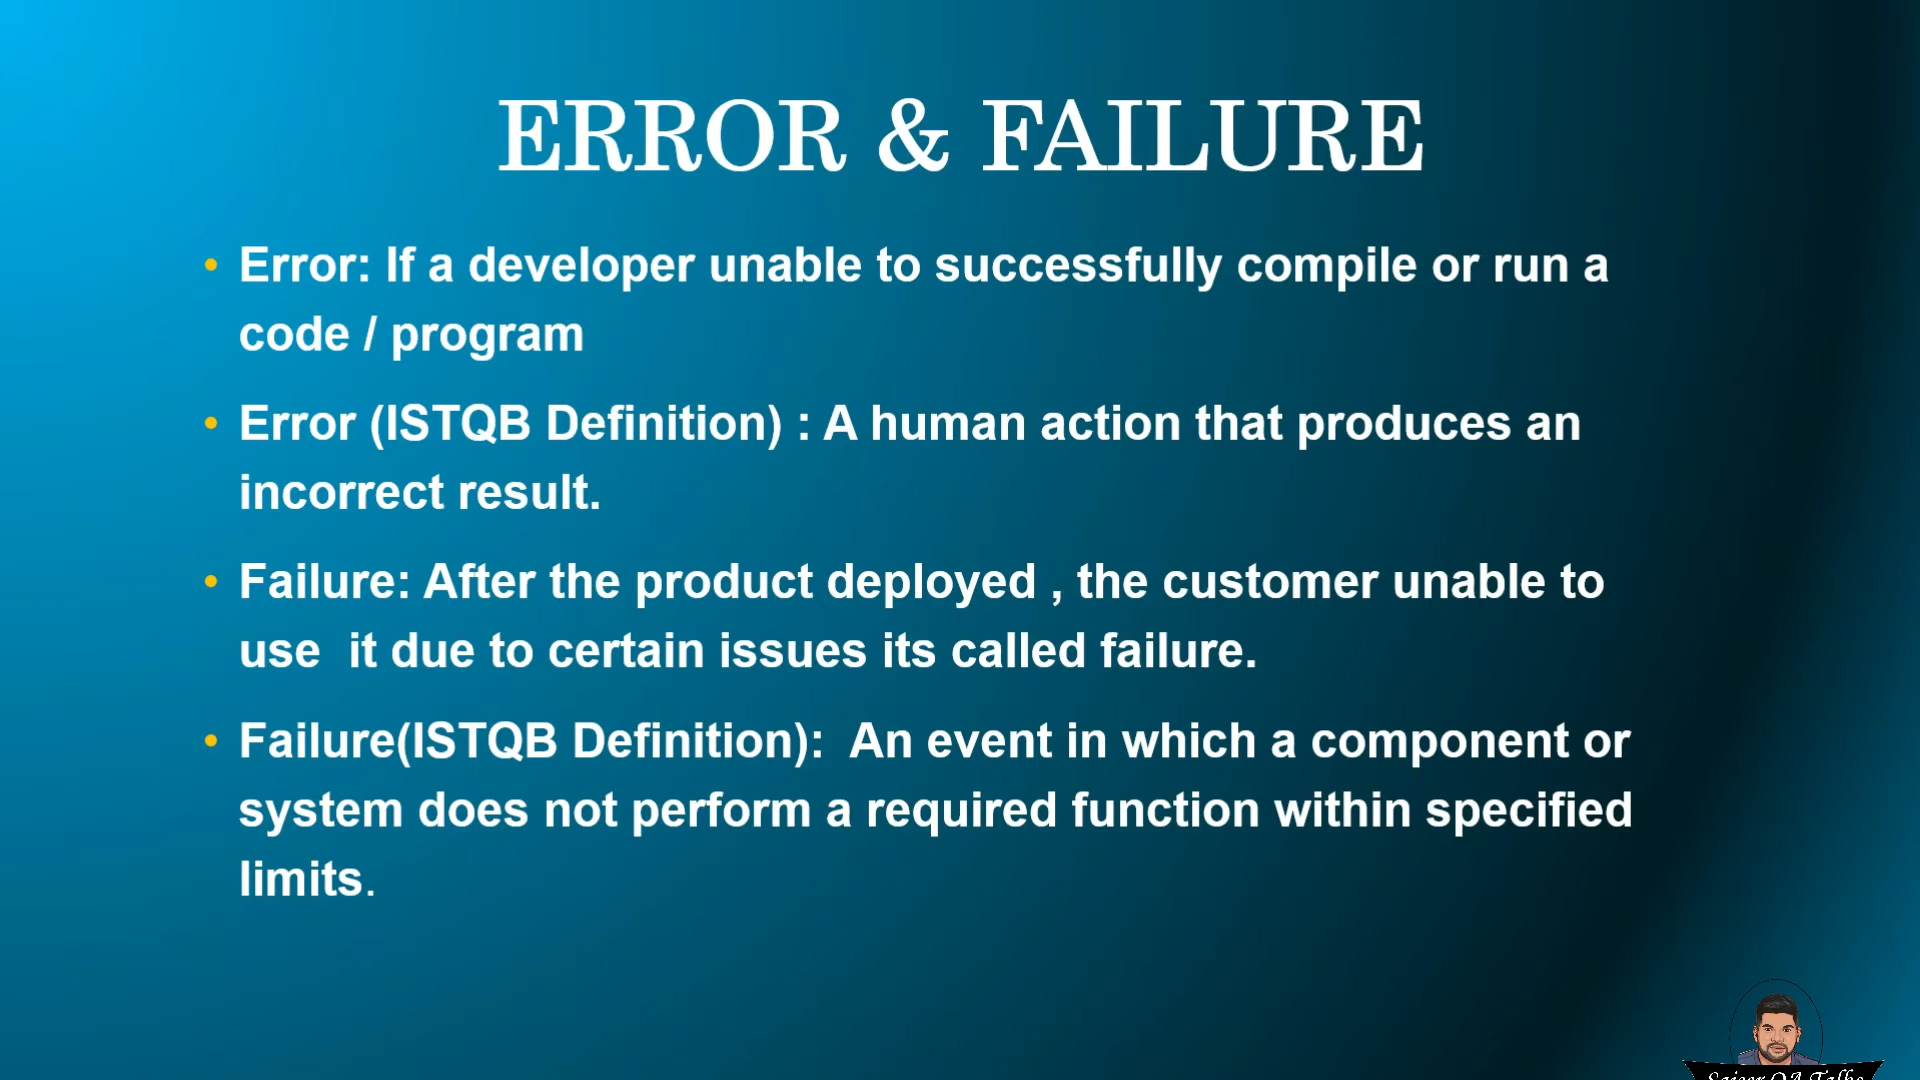 ERROR & FAILURE
• Error: If a developer unable to successfully compile or run a
code / program
• Error (ISTQB Definition) : A human action that produces an
incorrect result.
• Failure: After the product deployed , the customer unable to
use  it due to certain issues its called failure.
• Failure(ISTQB Definition):  An event in which a component or
system does not perform a required function within specified
limits.
QA Talks